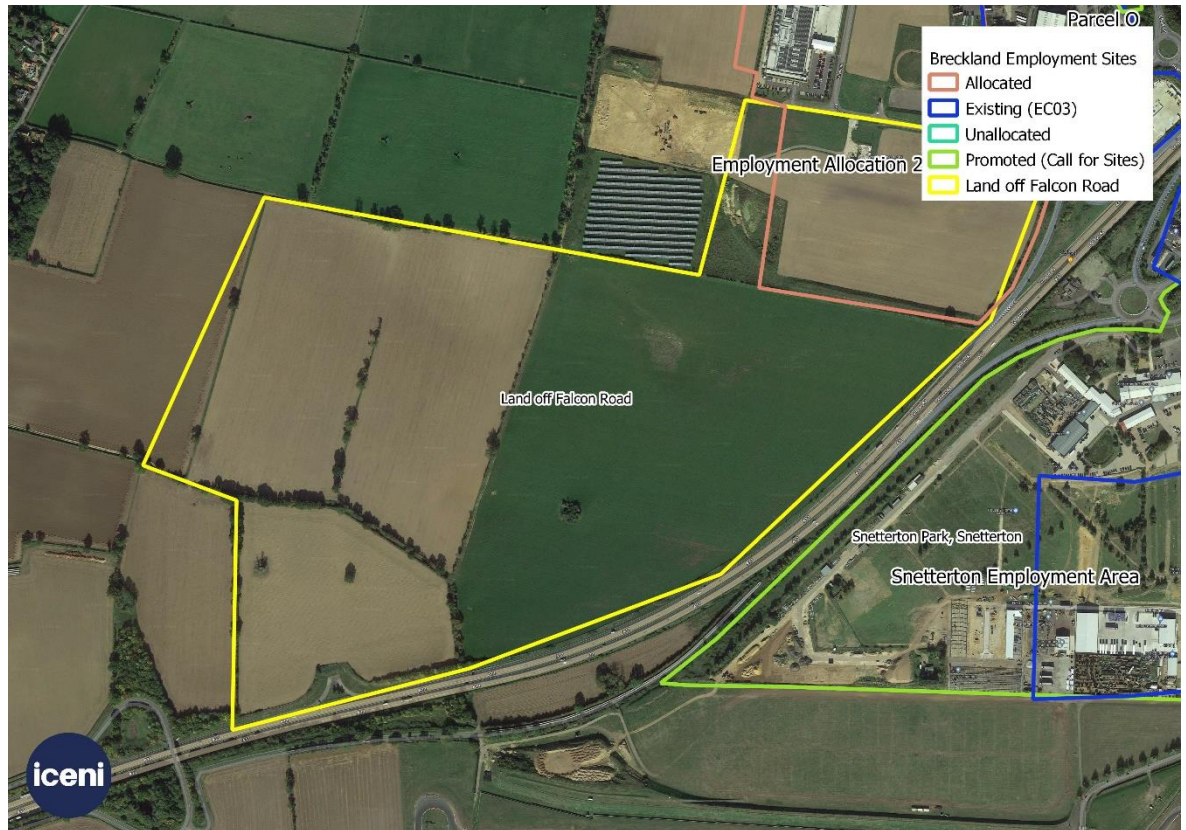 Parcel O
Breckland Employment Sites
Allocated
Existing (EC03)
Unallocated
Promoted (Call for Sites)
Land off Falcon Road
Employment Allocation 2
Land off Falcon Road
Snetterton Park, Snetterton
Snetterton Employment Area
iceni